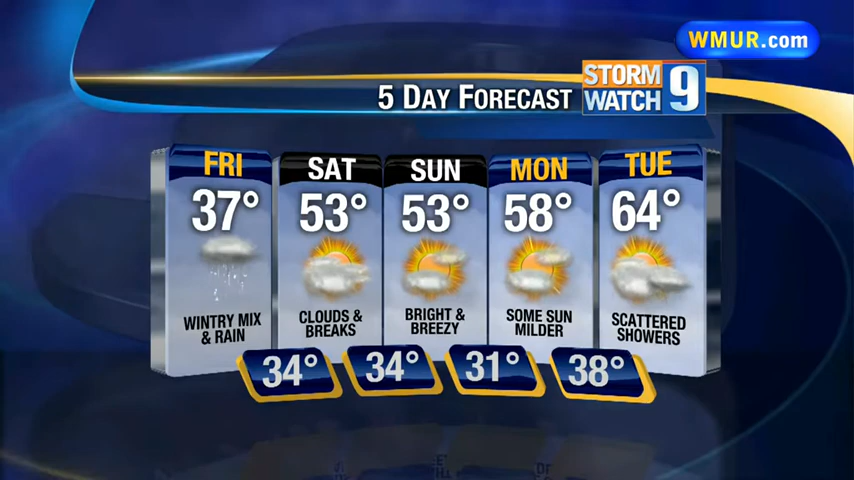 WMUR.com
5 DAY FORECAST
STORM
WATCH 9
FRI SAT SUN MON TUE
37° 53° 53° 58° 64°
WINTRY MIX
& RAIN
CLOUDS &
BREAKS
BRIGHT &
BREEZY
SOME SUN
MILDER
SCATTERED
SHOWERS
34° 34° 31° 38°